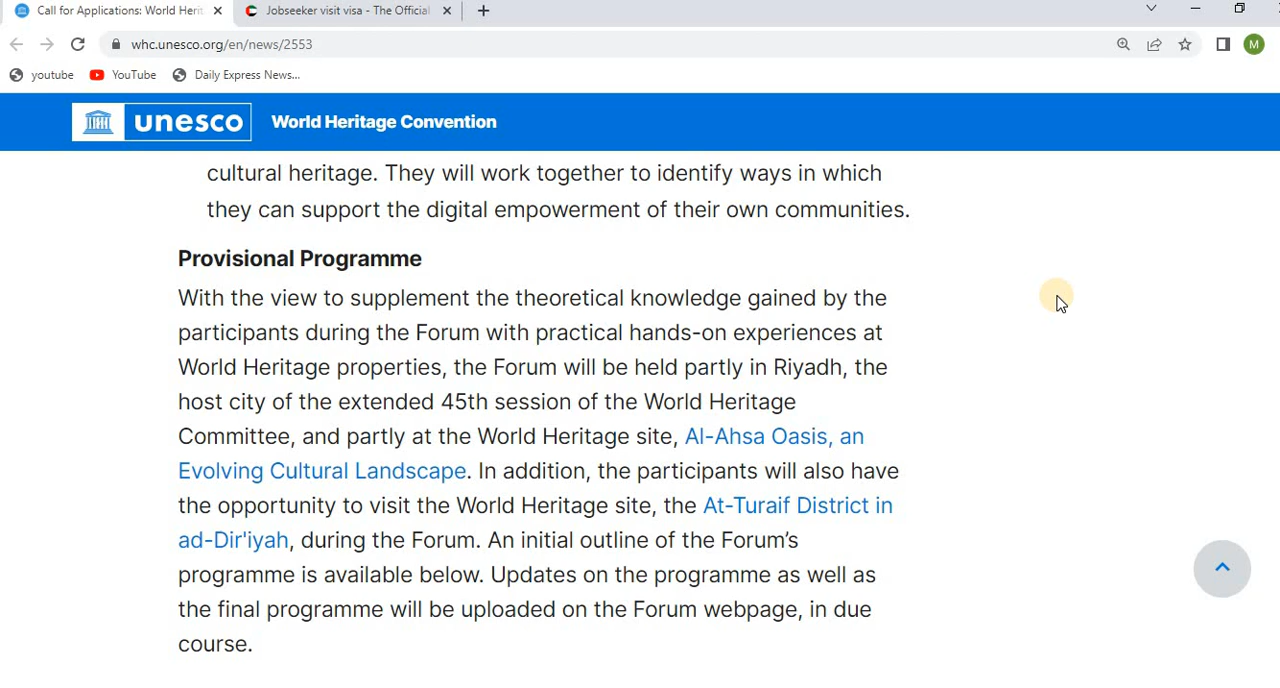 Call for Applications: World Herit
Jobseeker visit visa - The Official
whc.unesco.org/en/news/2553
M
youtube
YouTube
Daily Express News...
unesco
World Heritage Convention
cultural heritage. They will work together to identify ways in which
they can support the digital empowerment of their own communities.
Provisional Programme
With the view to supplement the theoretical knowledge gained by the
participants during the Forum with practical hands-on experiences at
World Heritage properties, the Forum will be held partly in Riyadh, the
host city of the extended 45th session of the World Heritage
Committee, and partly at the World Heritage site, Al-Ahsa Oasis, an
Evolving Cultural Landscape. In addition, the participants will also have
the opportunity to visit the World Heritage site, the At-Turaif District in
ad-Dir'iyah, during the Forum. An initial outline of the Forum’s
programme is available below. Updates on the programme as well as
the final programme will be uploaded on the Forum webpage, in due
course.